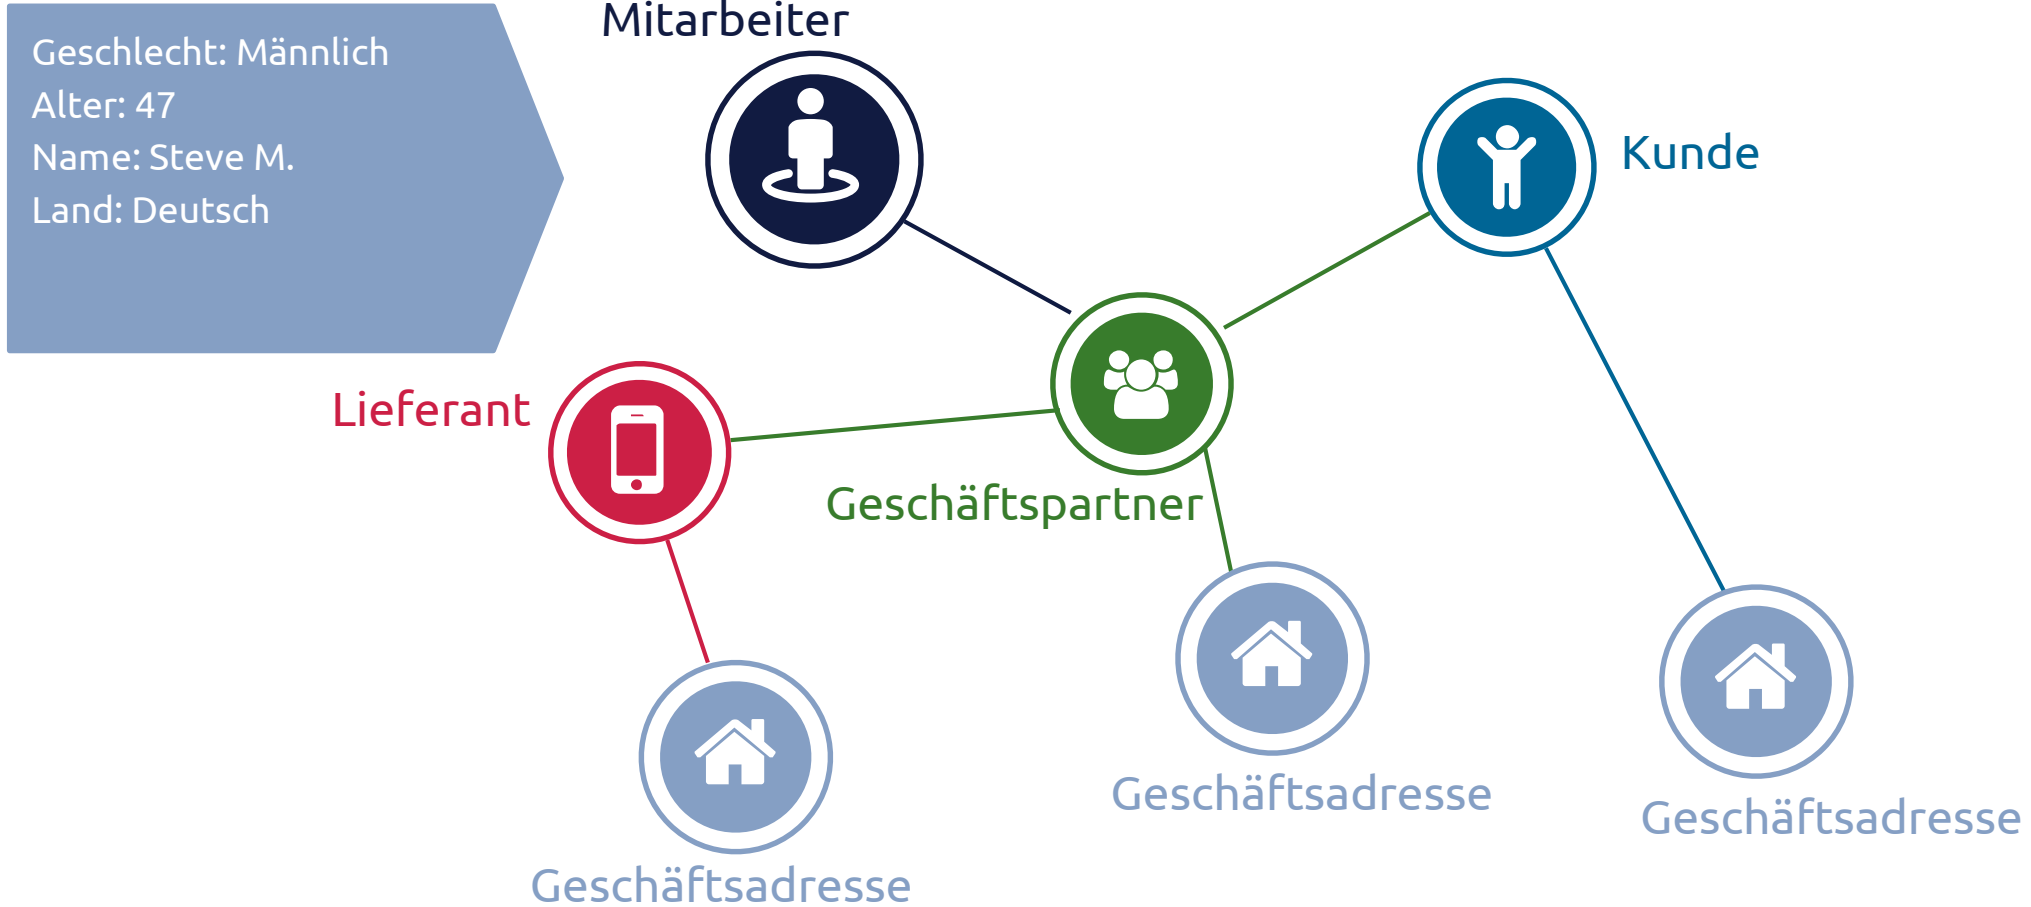 Geschlecht: Männlich
Alter: 47
Name: Steve M.
Land: Deutsch
Mitarbeiter
Kunde
Lieferant
Geschäftspartner
Geschäftsadresse
Geschäftsadresse
Geschäftsadresse